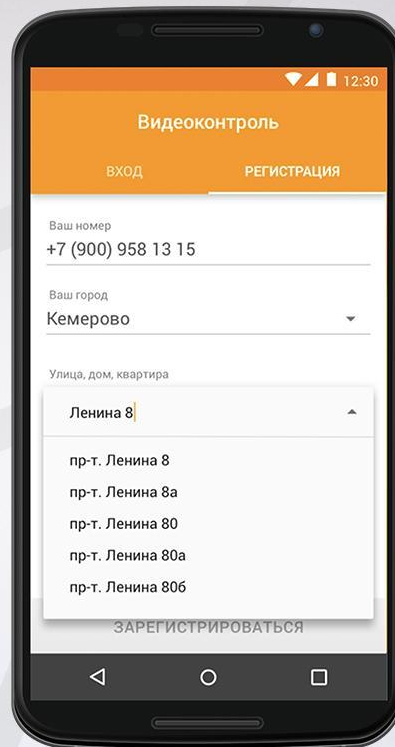 12:30
Видеоконтроль
ВХОД РЕГИСТРАЦИЯ
Ваш номер
+7 (900) 958 13 15
Ваш город
Кемерово
Улица, дом, квартира
Ленина 8
пр-т. Ленина 8
пр-т. Ленина 8а
пр-т. Ленина 80
пр-т. Ленина 80а
пр-т. Ленина 80б
ЗАРЕГИСТРИРОВАТЬСЯ